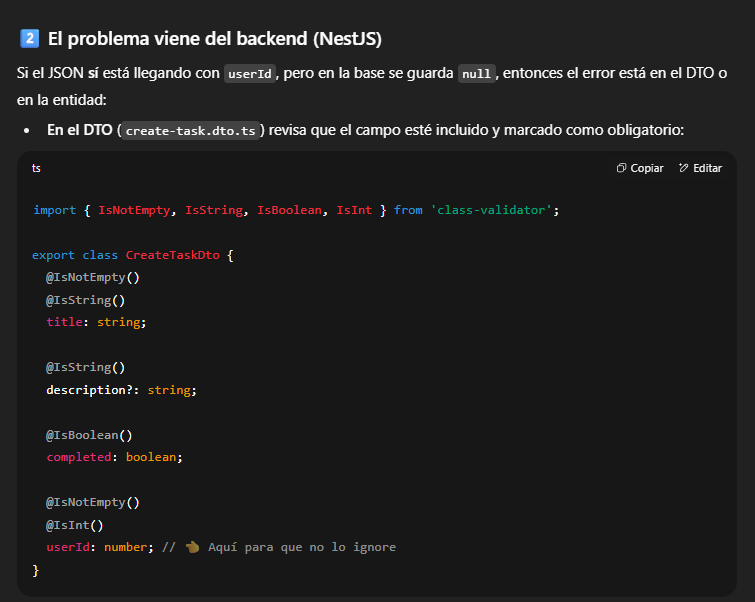 2 El problema viene del backend (NestJS)
Si el JSON sí está llegando con userId, pero en la base se guarda null, entonces el error está en el DTO o
en la entidad:
• En el DTO (create-task.dto.ts) revisa que el campo esté incluido y marcado como obligatorio:
ts Copiar Editar
import { IsNotEmpty, IsString, IsBoolean, IsInt } from 'class-validator';
export class CreateTaskDto {
@IsNotEmpty()
@IsString()
title: string;
@IsString()
description?: string;
@IsBoolean()
completed: boolean;
@IsNotEmpty()
@IsInt()
userId: number; // 👈 Aquí para que no lo ignore
}